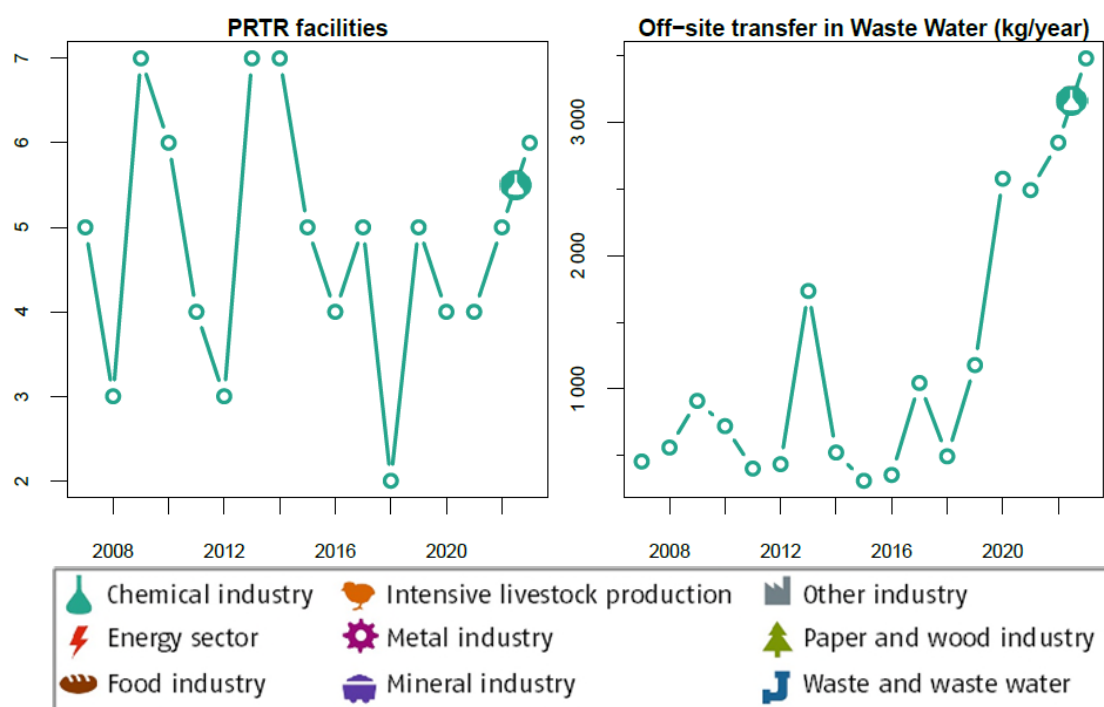 PRTR facilities
7
6
5
4
3
2
2008 2012 2016 2020
Off−site transfer in Waste Water (kg/year)
3 000
2 000
1 000
2008 2012 2016 2020
Chemical industry Intensive livestock production Other industry
Energy sector Metal industry Paper and wood industry
Food industry Mineral industry Waste and waste water